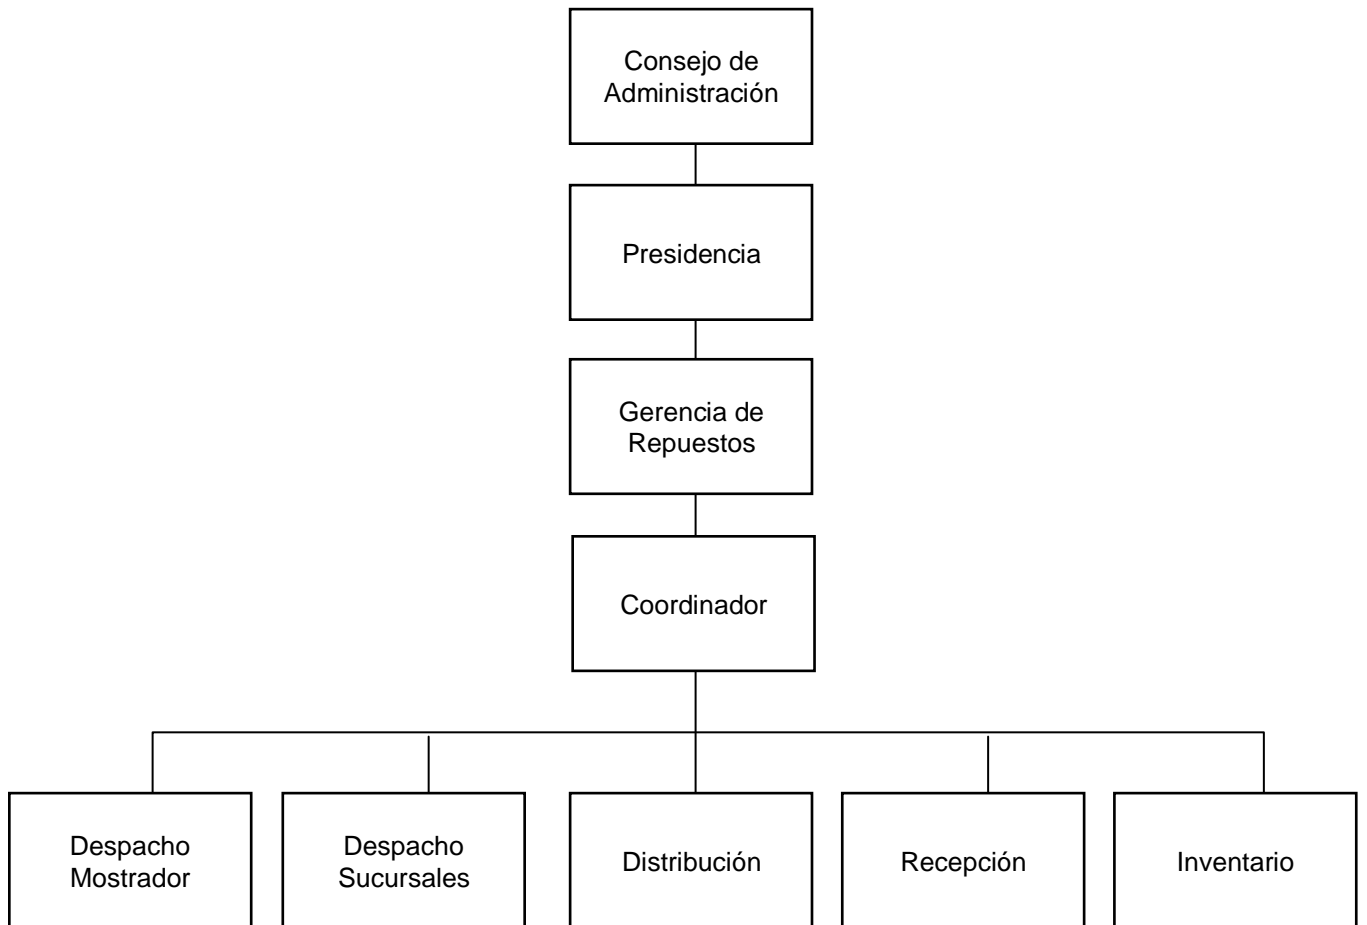 Consejo de
Administración
Presidencia
Gerencia de
Repuestos
Coordinador
Despacho
Mostrador
Despacho
Sucursales
Distribución
Recepción
Inventario